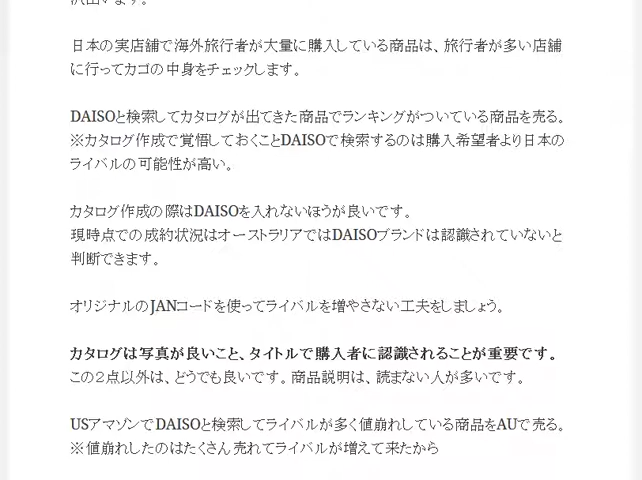 沢山います。
日本の実店舗で海外旅行者が大量に購入している商品は、旅行者が多い店舗
に行ってカゴの中身をチェックします。
DAISOと検索してカタログが出てきた商品でランキングがついている商品を売る。
※カタログ作成で覚悟しておくことDAISOで検索するのは購入希望者より日本の
ライバルの可能性が高い。
カタログ作成の際はDAISOを入れないほうが良いです。
現時点での成約状況はオーストラリアではDAISOブランドは認識されていないと
判断できます。
オリジナルのJANコードを使ってライバルを増やさない工夫をしましょう。
カタログは写真が良いこと、タイトルで購入者に認識されることが重要です。
この２点以外は、どうでも良いです。商品説明は、読まない人が多いです。
USアマゾンでDAISOと検索してライバルが多く値崩れしている商品をAUで売る。
※値崩れしたのはたくさん売れてライバルが増えて来たから